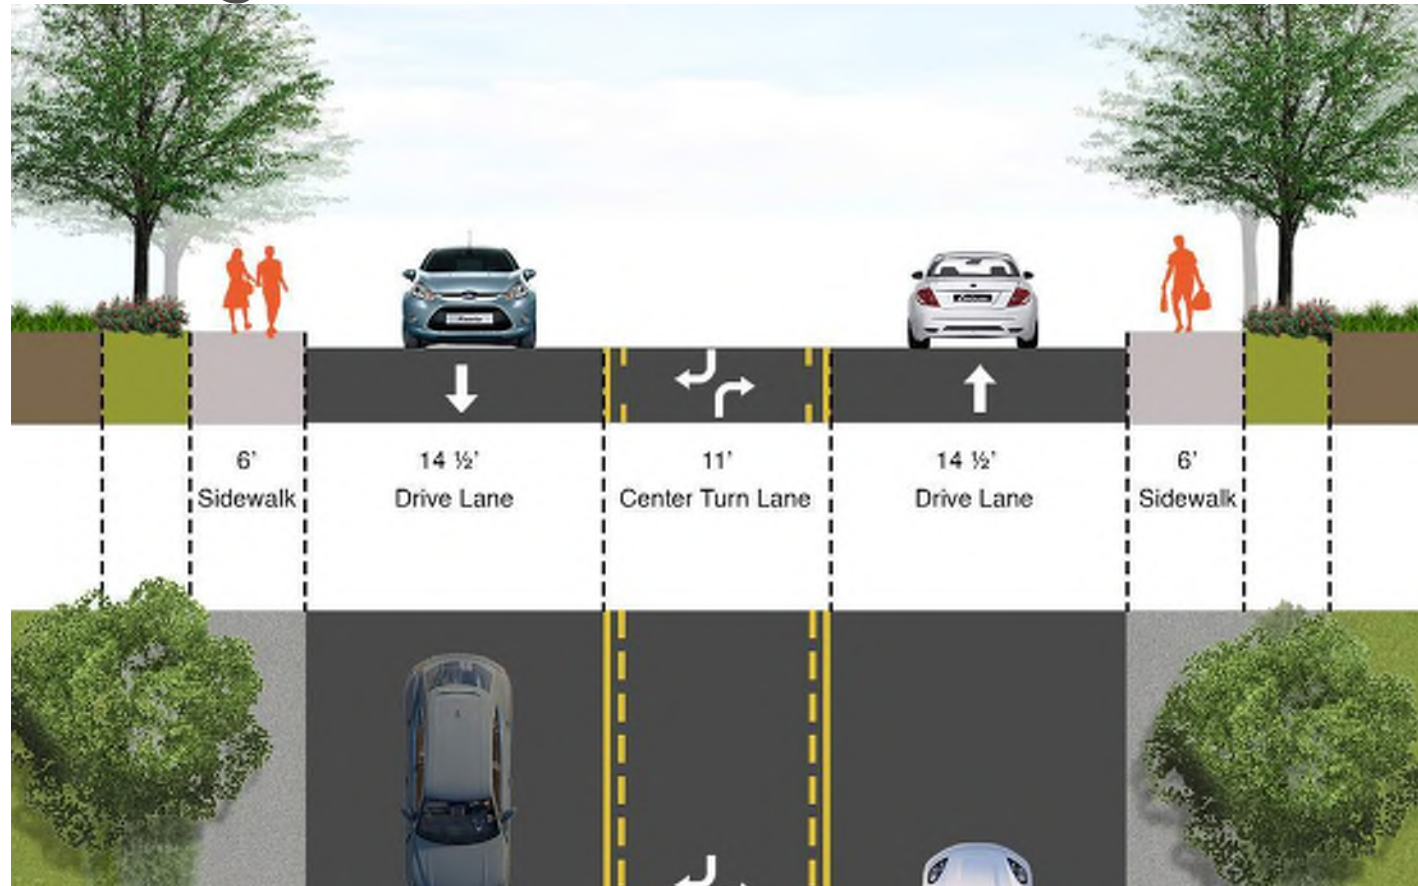 6’ 14 ½’ 11’ 14 ½’ 6’
Sidewalk Drive Lane Center Turn Lane Drive Lane Sidewalk